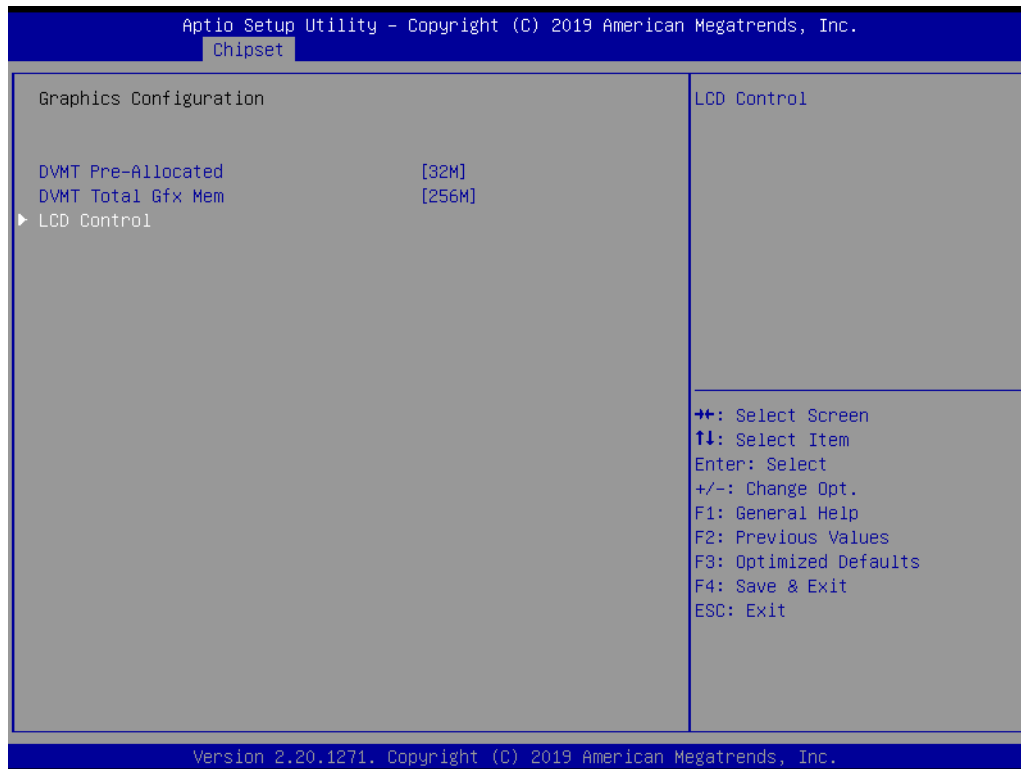 Aptio Setup Utility – Copyright (C) 2019 American Megatrends, Inc.
Chipset
Graphics Configuration
DVMT Pre-Allocated [32M]
DVMT Total Gfx Mem [256M]
▶ LCD Control
LCD Control
→←: Select Screen
↑↓: Select Item
Enter: Select
+/-: Change Opt.
F1: General Help
F2: Previous Values
F3: Optimized Defaults
F4: Save & Exit
ESC: Exit
Version 2.20.1271. Copyright (C) 2019 American Megatrends, Inc.